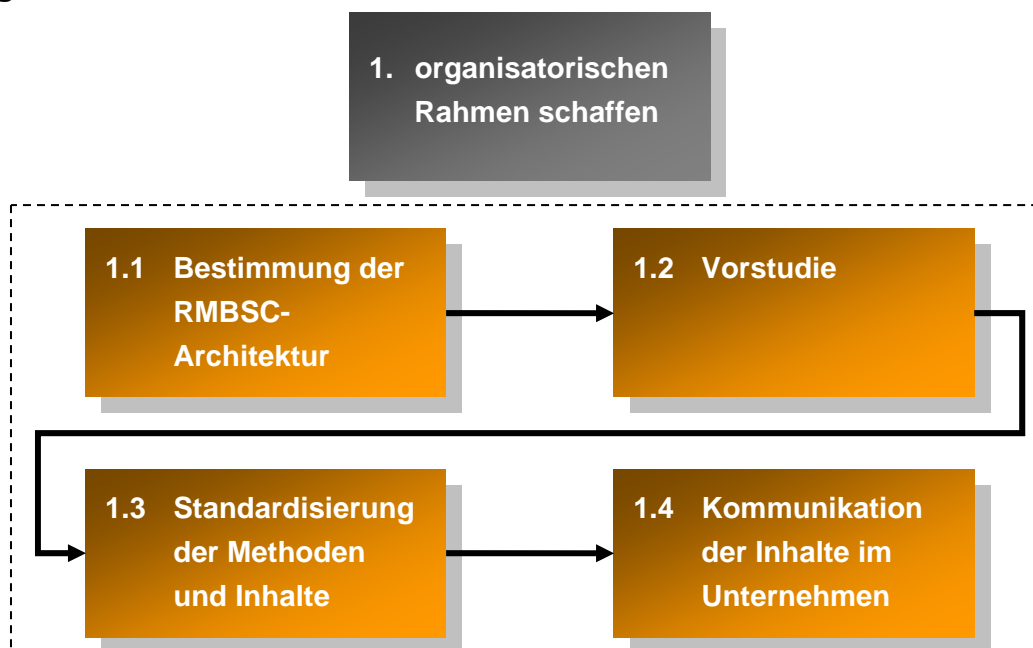 1. organisatorischen
Rahmen schaffen
1.1 Bestimmung der
RMBSC-
Architektur
1.2 Vorstudie
1.3 Standardisierung
der Methoden
und Inhalte
1.4 Kommunikation
der Inhalte im
Unternehmen